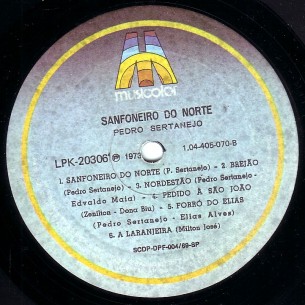 musicolor
SANFONEIRO DO NORTE
PEDRO SERTANEJO
LPK-20306 ℗ 1973 1.04-405-070-B
1. SANFONEIRO DO NORTE (P. Sertanejo) - 2. BREJÃO
(Pedro Sertanejo) - 3. NORDESTÃO (Pedro Sertanejo -
Edvaldo Maia) - 4. PEDIDO À SÃO JOÃO
(Zenilton - Dona Biu) - 5. FORRÓ DO ELIAS
(Pedro Sertanejo - Elias Alves)
6. A LARANJEIRA (Milton José)
SCDP-DPF-004/69-SP